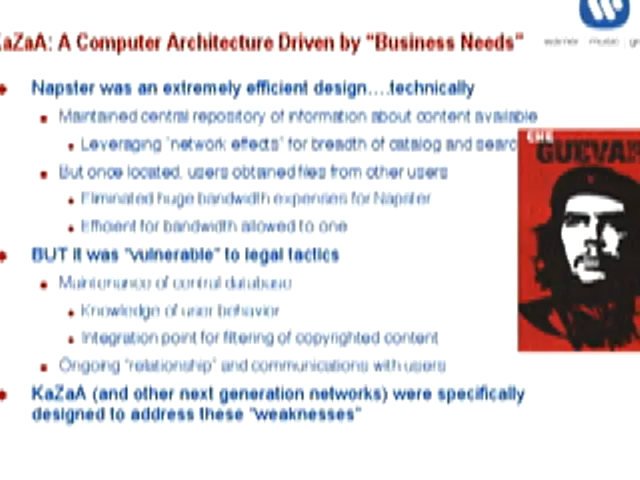 aZaA: A Computer Architecture Driven by "Business Needs"
warner music gr
Napster was an extremely efficient design....technically
Maintained central repository of information about content available
Leveraging "network effects" for breadth of catalog and searc
CHE
GUEVAR
But once located, users obtained files from other users
Eliminated huge bandwidth expenses for Napster
Efficient for bandwidth allowed to one
BUT it was "vulnerable" to legal tactics
Maintenance of central database
Knowledge of user behavior
Integration point for filtering of copyrighted content
Ongoing "relationship" and communications with users
KaZaA (and other next generation networks) were specifically
designed to address these "weaknesses"